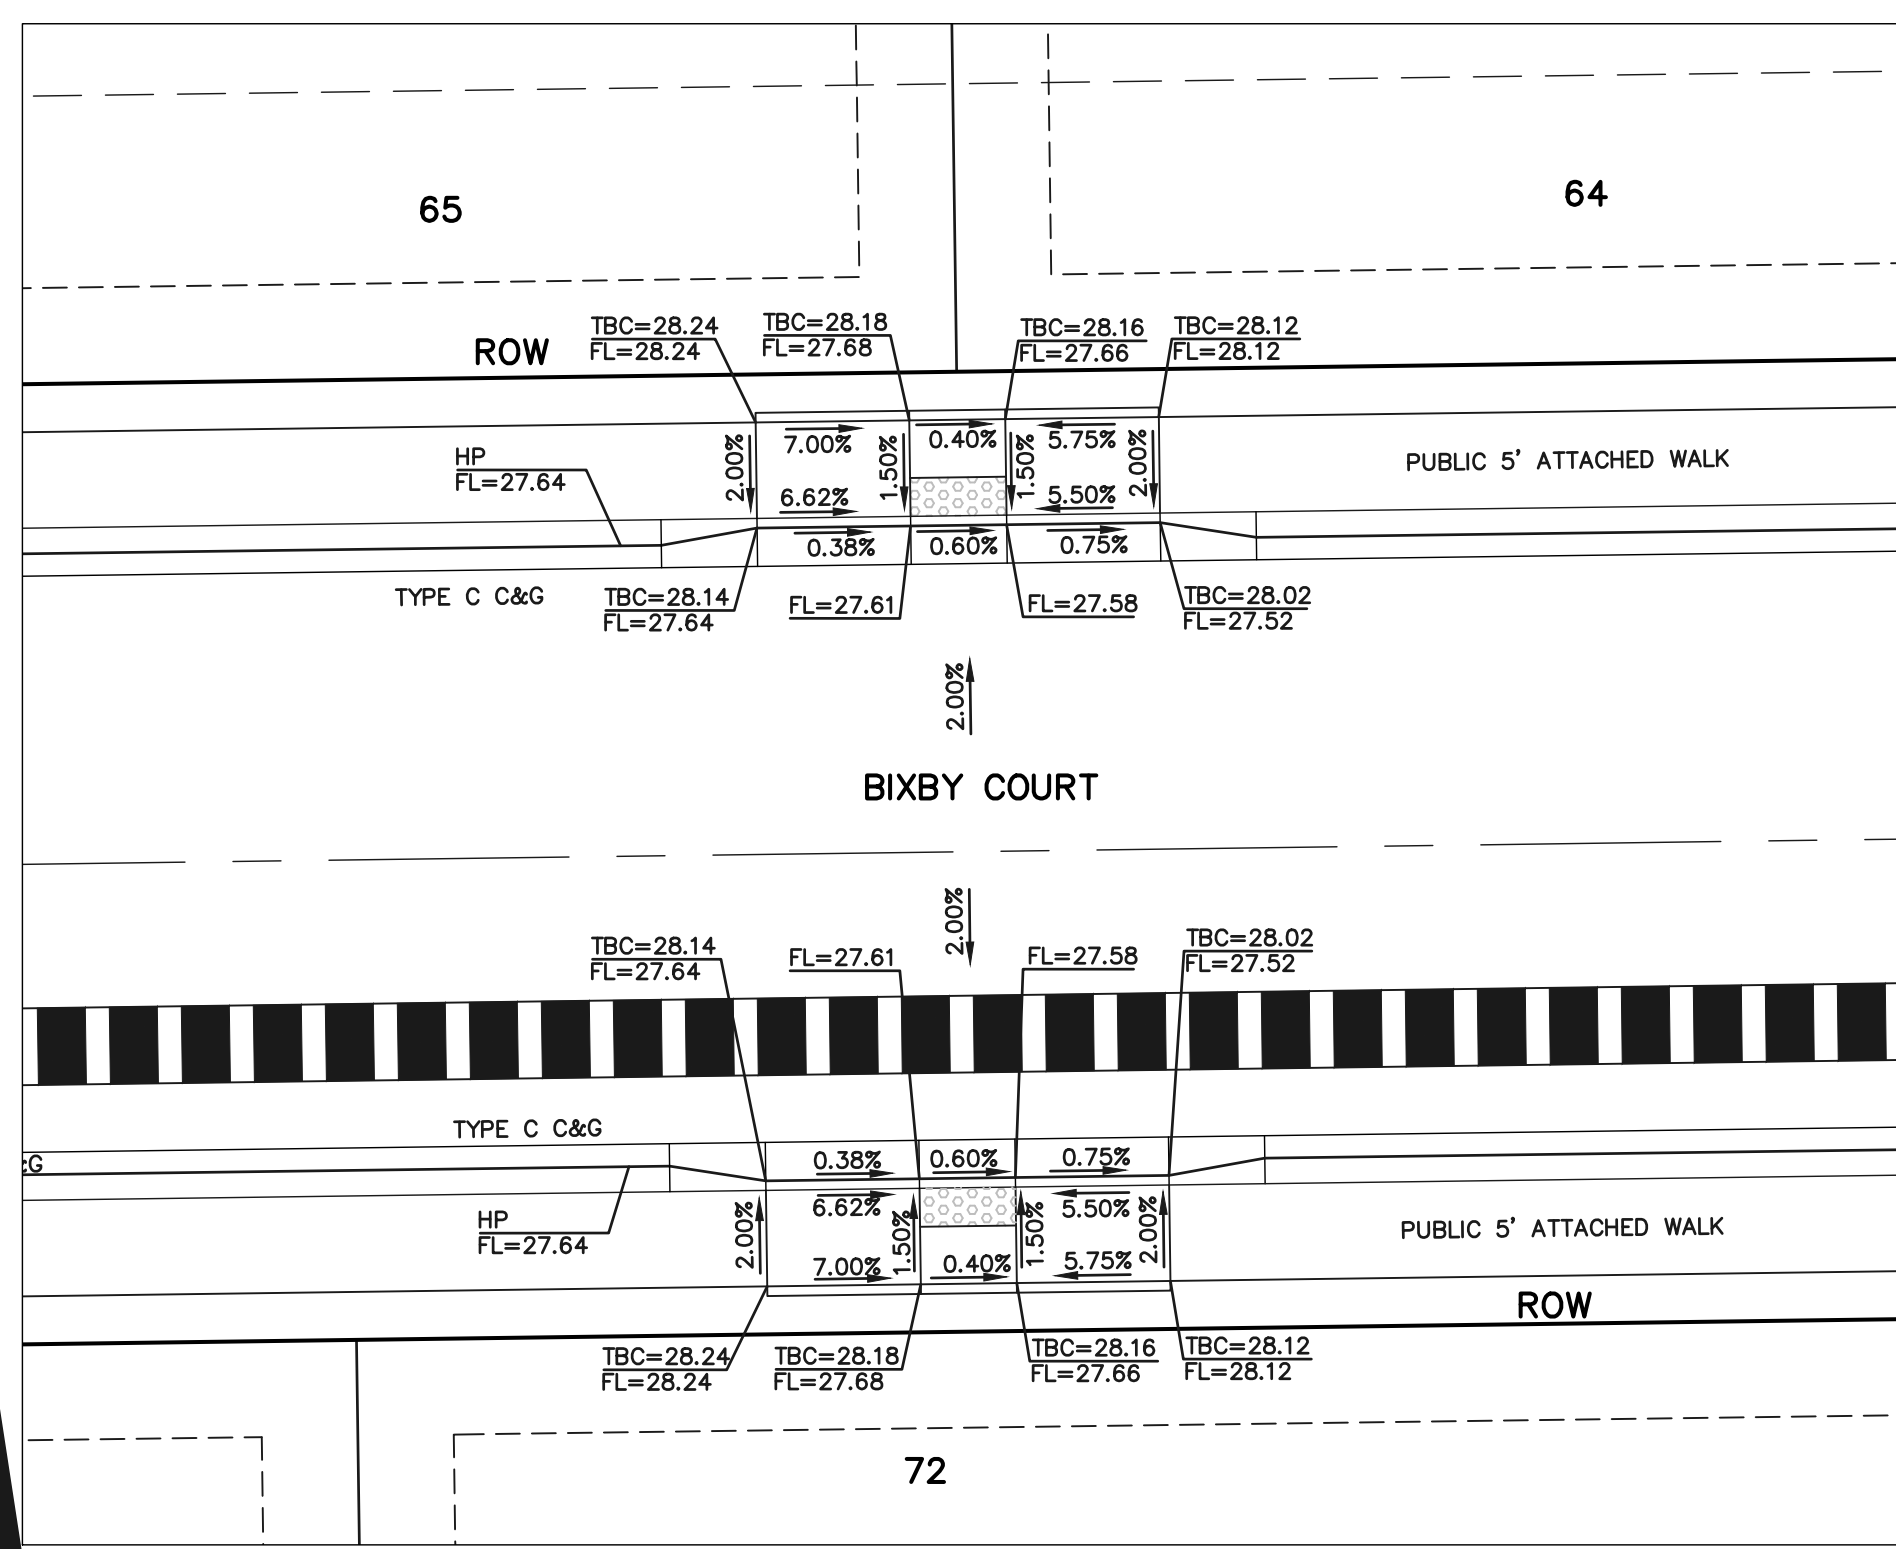 65
64
ROW
TBC=28.24
FL=28.24
TBC=28.18
FL=27.68
TBC=28.16
FL=27.66
TBC=28.12
FL=28.12
HP
FL=27.64
2.00%
7.00%
6.62%
1.50%
0.40%
1.50%
5.75%
5.50%
2.00%
PUBLIC 5' ATTACHED WALK
0.38%
0.60%
0.75%
TYPE C C&G
TBC=28.14
FL=27.64
FL=27.61
FL=27.58
TBC=28.02
FL=27.52
2.00%
BIXBY COURT
2.00%
TBC=28.14
FL=27.64
FL=27.61
FL=27.58
TBC=28.02
FL=27.52
TYPE C C&G
&G
0.38%
0.60%
0.75%
HP
FL=27.64
2.00%
6.62%
7.00%
1.50%
0.40%
1.50%
5.50%
5.75%
2.00%
PUBLIC 5' ATTACHED WALK
ROW
TBC=28.24
FL=28.24
TBC=28.18
FL=27.68
TBC=28.16
FL=27.66
TBC=28.12
FL=28.12
72